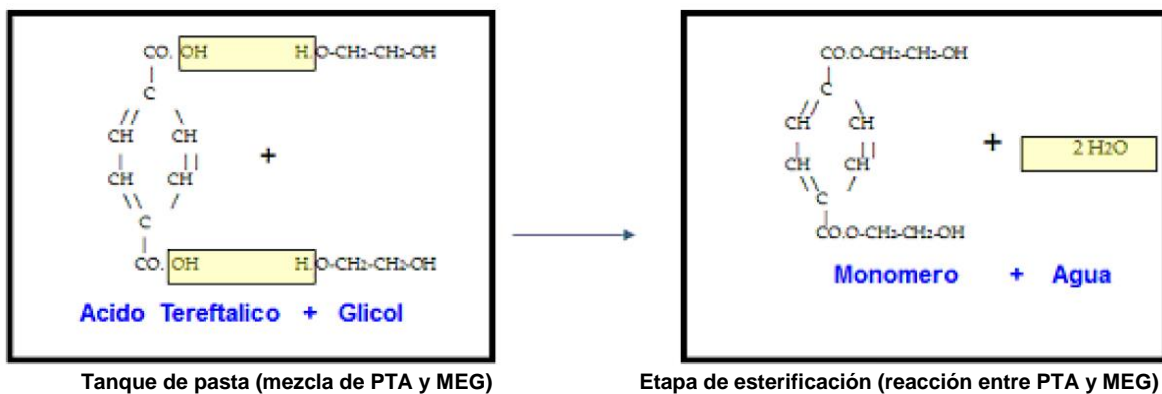 CO. OH H. O-CH2-CH2-OH
|
C
// \
CH CH
| ||
CH CH
\\ /
C
|
CO. OH H. O-CH2-CH2-OH
+
Acido Tereftalico + Glicol
CO.O-CH2-CH2-OH
|
C
// \
CH CH
| ||
CH CH
\\ /
C
|
CO.O-CH2-CH2-OH
+
2 H2O
Monomero + Agua
Tanque de pasta (mezcla de PTA y MEG)
Etapa de esterificación (reacción entre PTA y MEG)